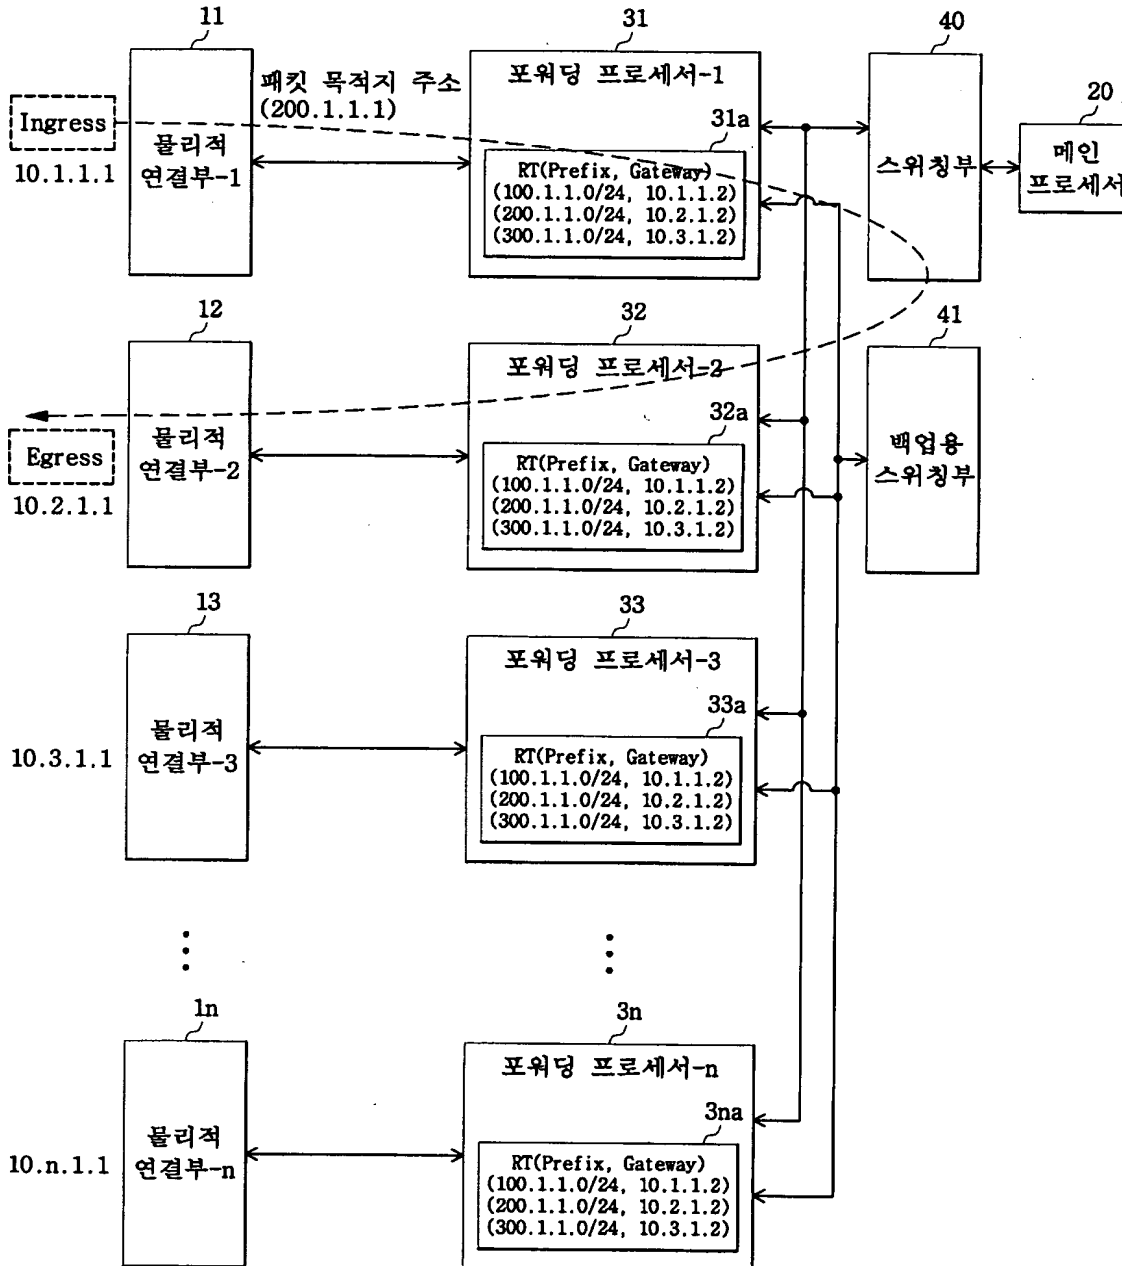 11
물리적
연결부-1
Ingress
10.1.1.1
패킷 목적지 주소
(200.1.1.1)
31
포워딩 프로세서-1
31a
RT(Prefix, Gateway)
(100.1.1.0/24, 10.1.1.2)
(200.1.1.0/24, 10.2.1.2)
(300.1.1.0/24, 10.3.1.2)
40
스위칭부
20
메인
프로세서
12
물리적
연결부-2
Egress
10.2.1.1
32
포워딩 프로세서-2
32a
RT(Prefix, Gateway)
(100.1.1.0/24, 10.1.1.2)
(200.1.1.0/24, 10.2.1.2)
(300.1.1.0/24, 10.3.1.2)
41
백업용
스위칭부
13
물리적
연결부-3
10.3.1.1
33
포워딩 프로세서-3
33a
RT(Prefix, Gateway)
(100.1.1.0/24, 10.1.1.2)
(200.1.1.0/24, 10.2.1.2)
(300.1.1.0/24, 10.3.1.2)
1n
물리적
연결부-n
10.n.1.1
3n
포워딩 프로세서-n
3na
RT(Prefix, Gateway)
(100.1.1.0/24, 10.1.1.2)
(200.1.1.0/24, 10.2.1.2)
(300.1.1.0/24, 10.3.1.2)